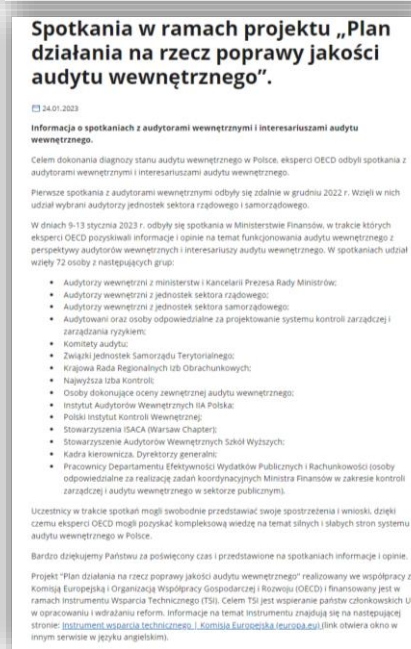 Spotkania w ramach projektu „Plan
działania na rzecz poprawy jakości
audytu wewnętrznego”.
24.01.2023
Informacja o spotkaniach z audytorami wewnętrznymi i interesariuszami audytu
wewnętrznego.
Celem dokonania diagnozy stanu audytu wewnętrznego w Polsce, eksperci OECD odbyli spotkania z
audytorami wewnętrznymi i interesariuszami audytu wewnętrznego.
Pierwsze spotkania z audytorami wewnętrznymi odbyły się zdalnie w grudniu 2022 r. Wzięli w nich
udział wybrani audytorzy jednostek sektora rządowego i samorządowego.
W dniach 9-13 stycznia 2023 r. odbyły się spotkania w Ministerstwie Finansów, w trakcie których
eksperci OECD pozyskiwali informacje i opinie na temat funkcjonowania audytu wewnętrznego z
perspektywy audytorów wewnętrznych i interesariuszy audytu wewnętrznego. W spotkaniach udział
wzięły 72 osoby z następujących grup:
• Audytorzy wewnętrzni z ministerstw i Kancelarii Prezesa Rady Ministrów;
• Audytorzy wewnętrzni z jednostek sektora rządowego;
• Audytorzy wewnętrzni z jednostek sektora samorządowego;
• Audytowani oraz osoby odpowiedzialne za projektowanie systemu kontroli zarządczej i
zarządzania ryzykiem;
• Komitety audytu;
• Związki Jednostek Samorządu Terytorialnego;
• Krajowa Rada Regionalnych Izb Obrachunkowych;
• Najwyższa Izba Kontroli;
• Osoby dokonujące oceny zewnętrznej audytu wewnętrznego;
• Instytut Audytorów Wewnętrznych IIA Polska;
• Polski Instytut Kontroli Wewnętrznej;
• Stowarzyszenia ISACA (Warsaw Chapter);
• Stowarzyszenie Audytorów Wewnętrznych Szkół Wyższych;
• Kadra kierownicza, Dyrektorzy generalni;
• Pracownicy Departamentu Efektywności Wydatków Publicznych i Rachunkowości (osoby
odpowiedzialne za realizację zadań koordynacyjnych Ministra Finansów w zakresie kontroli
zarządczej i audytu wewnętrznego w sektorze publicznym).
Uczestnicy w trakcie spotkań mogli swobodnie przedstawiać swoje spostrzeżenia i wnioski, dzięki
czemu eksperci OECD mogli pozyskać kompleksową wiedzę na temat silnych i słabych stron systemu
audytu wewnętrznego w Polsce.
Bardzo dziękujemy Państwu za poświęcony czas i przedstawione na spotkaniach informacje i opinie.
Projekt "Plan działania na rzecz poprawy jakości audytu wewnętrznego" realizowany we współpracy z
Komisją Europejską i Organizacją Współpracy Gospodarczej i Rozwoju (OECD) i finansowany jest w
ramach Instrumentu Wsparcia Technicznego (TSI). Celem TSI jest wspieranie państw członkowskich U
w opracowaniu i wdrażaniu reform. Informacje na temat Instrumentu znajdują się na następującej
stronie: Instrument wsparcia technicznego | Komisja Europejska (europa.eu) (link otwiera okno w
innym serwisie w języku angielskim).